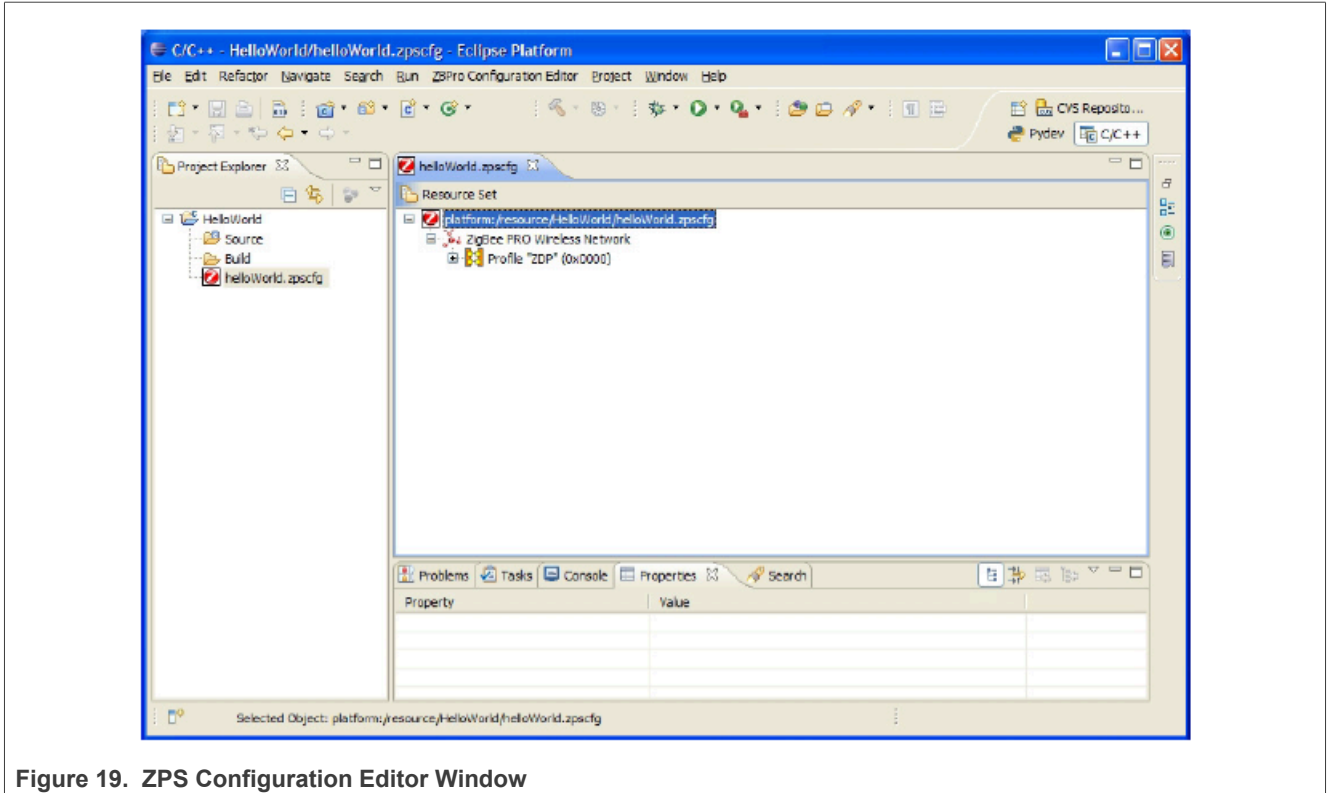 C/C++ - HelloWorld/helloWorld.zpscfg - Eclipse Platform
File Edit Refactor Navigate Search Run ZBPro Configuration Editor Project Window Help
CVS Reposito...
Pydev C/C++
Project Explorer
helloWorld.zpscfg
Resource Set
HelloWorld
Source
Build
helloWorld.zpscfg
platform:/resource/HelloWorld/helloWorld.zpscfg
ZigBee PRO Wireless Network
Profile "ZDP" (0x0000)
Problems Tasks Console Properties Search
Property Value
Selected Object: platform:/resource/HelloWorld/helloWorld.zpscfg
Figure 19. ZPS Configuration Editor Window